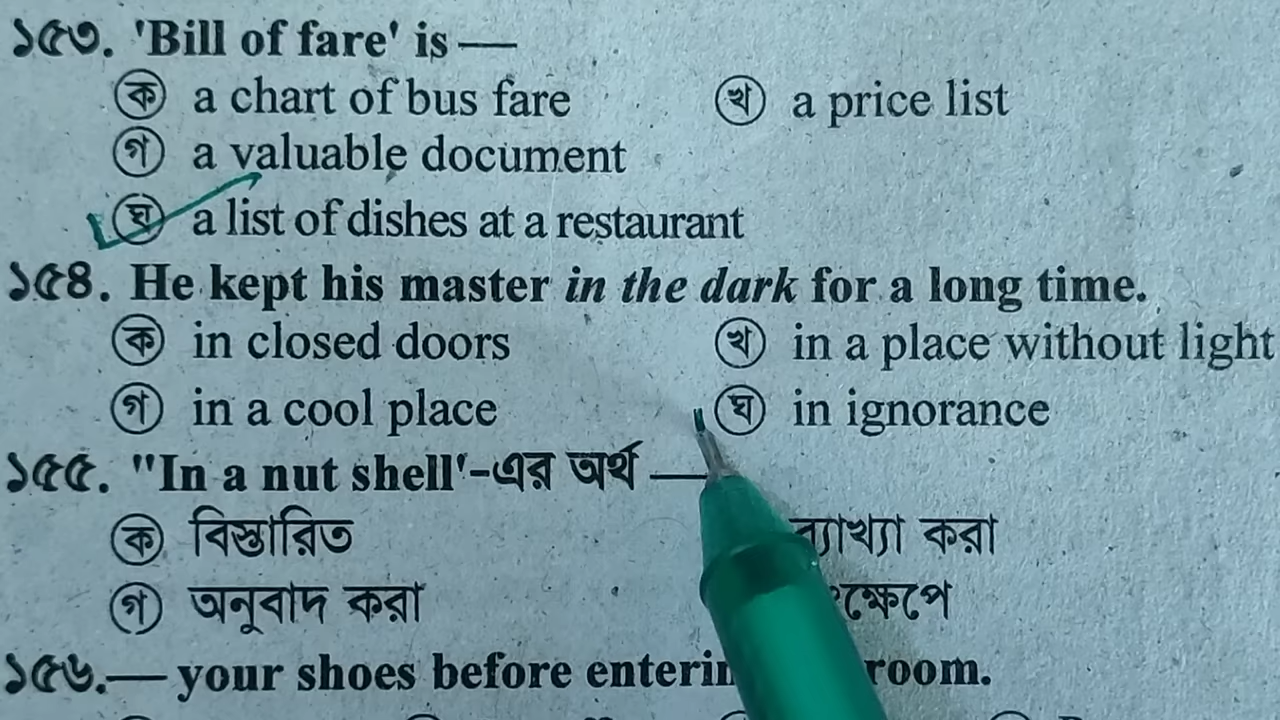 ১৫৩. 'Bill of fare' is —
ক a chart of bus fare খ a price list
গ a valuable document
ঘ a list of dishes at a restaurant
১৫৪. He kept his master in the dark for a long time.
ক in closed doors খ in a place without light
গ in a cool place ঘ in ignorance
১৫৫. "In a nut shell'-এর অর্থ —
ক বিস্তারিত ব্যাখ্যা করা
গ অনুবাদ করা
১৫৬.— your shoes before room.